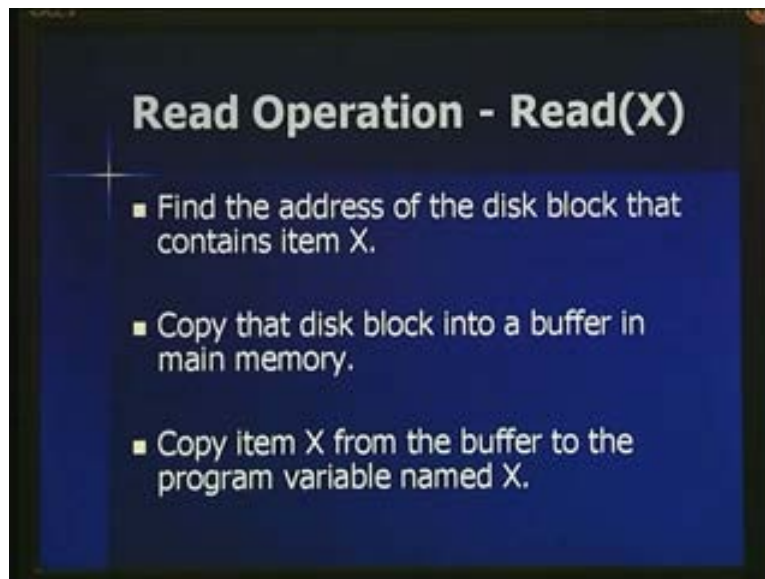 Read Operation - Read(X)
▪ Find the address of the disk block that
contains item X.
▪ Copy that disk block into a buffer in
main memory.
▪ Copy item X from the buffer to the
program variable named X.